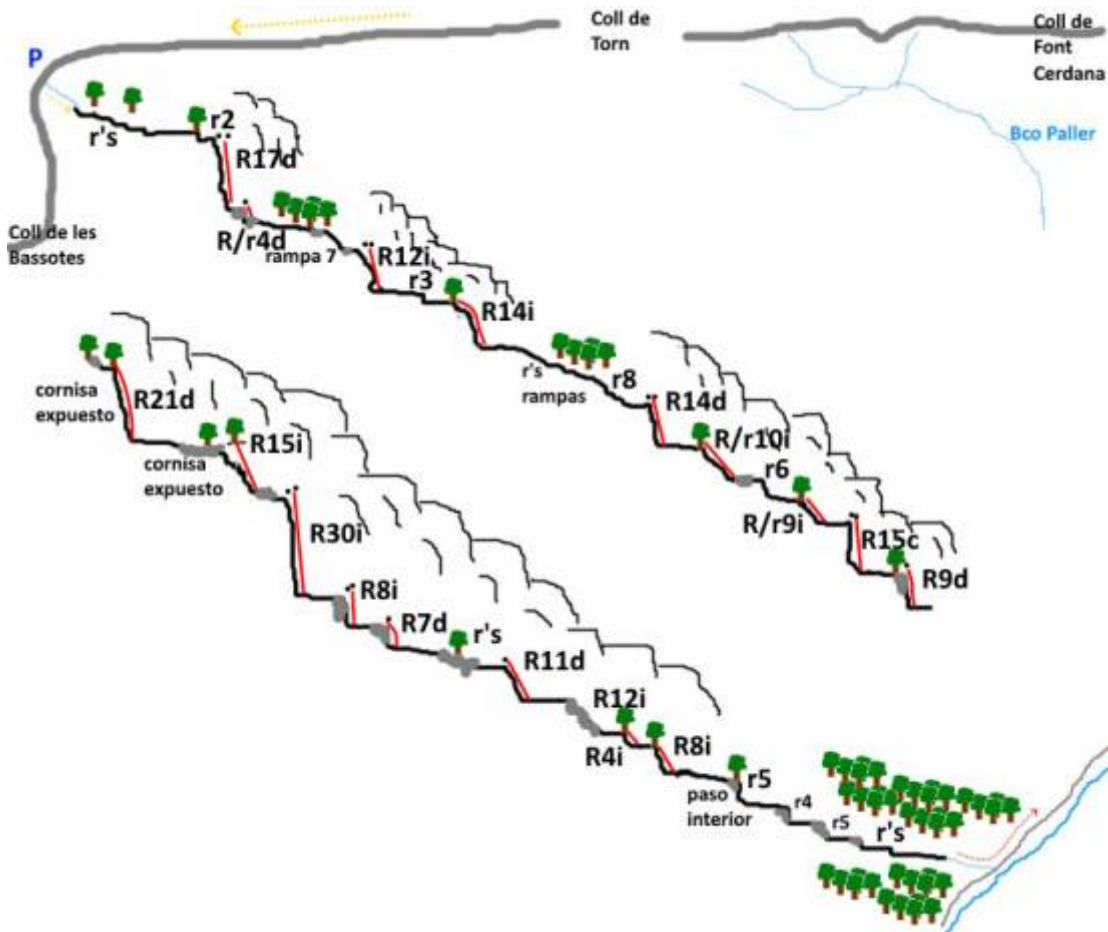 Coll de
Torn
Coll de
Font
Cerdana
P
Bco Paller
r's
r2
R17d
Coll de les
Bassotes
R/r4d
rampa 7
R12i
r3
R14i
r's
rampas
r8
R14d
R/r10i
r6
R/r9i
R15c
R9d
cornisa
expuesto
R21d
cornisa
expuesto
R15i
R30i
R8i
R7d
r's
R11d
R12i
R4i
R8i
paso
interior
r5
r4
r5
r's